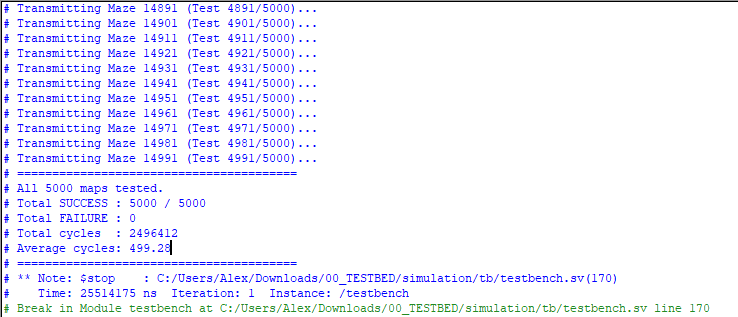 # Transmitting Maze 14891 (Test 4891/5000)...
# Transmitting Maze 14901 (Test 4901/5000)...
# Transmitting Maze 14911 (Test 4911/5000)...
# Transmitting Maze 14921 (Test 4921/5000)...
# Transmitting Maze 14931 (Test 4931/5000)...
# Transmitting Maze 14941 (Test 4941/5000)...
# Transmitting Maze 14951 (Test 4951/5000)...
# Transmitting Maze 14961 (Test 4961/5000)...
# Transmitting Maze 14971 (Test 4971/5000)...
# Transmitting Maze 14981 (Test 4981/5000)...
# Transmitting Maze 14991 (Test 4991/5000)...
# ========================================
# All 5000 maps tested.
# Total SUCCESS : 5000 / 5000
# Total FAILURE : 0
# Total cycles  : 2496412
# Average cycles: 499.28
# ========================================
# ** Note: $stop    : C:/Users/Alex/Downloads/00_TESTBED/simulation/tb/testbench.sv(170)
#    Time: 25514175 ns  Iteration: 1  Instance: /testbench
# Break in Module testbench at C:/Users/Alex/Downloads/00_TESTBED/simulation/tb/testbench.sv line 170